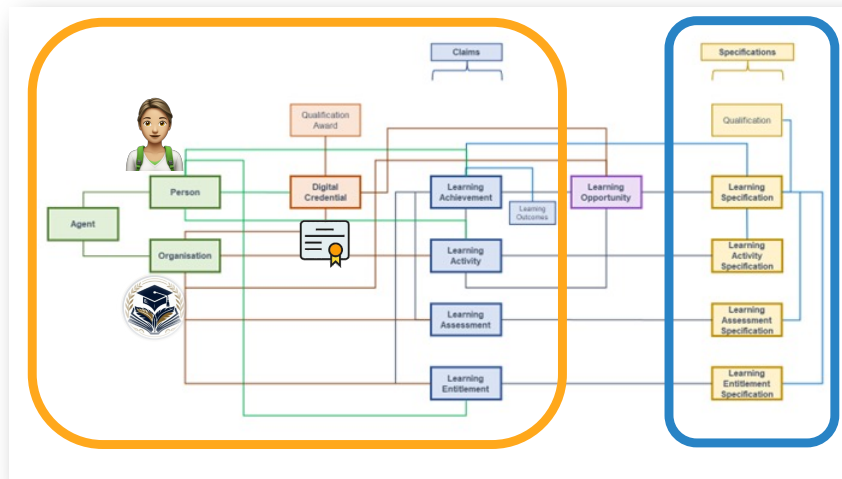 Claims
Specifications
Qualification
Award
Qualification
Person
Digital
Credential
Learning
Achievement
Learning
Opportunity
Learning
Specification
Agent
Learning
Outcomes
Organisation
Learning
Activity
Learning
Activity
Specification
Learning
Assessment
Learning
Assessment
Specification
Learning
Entitlement
Learning
Entitlement
Specification